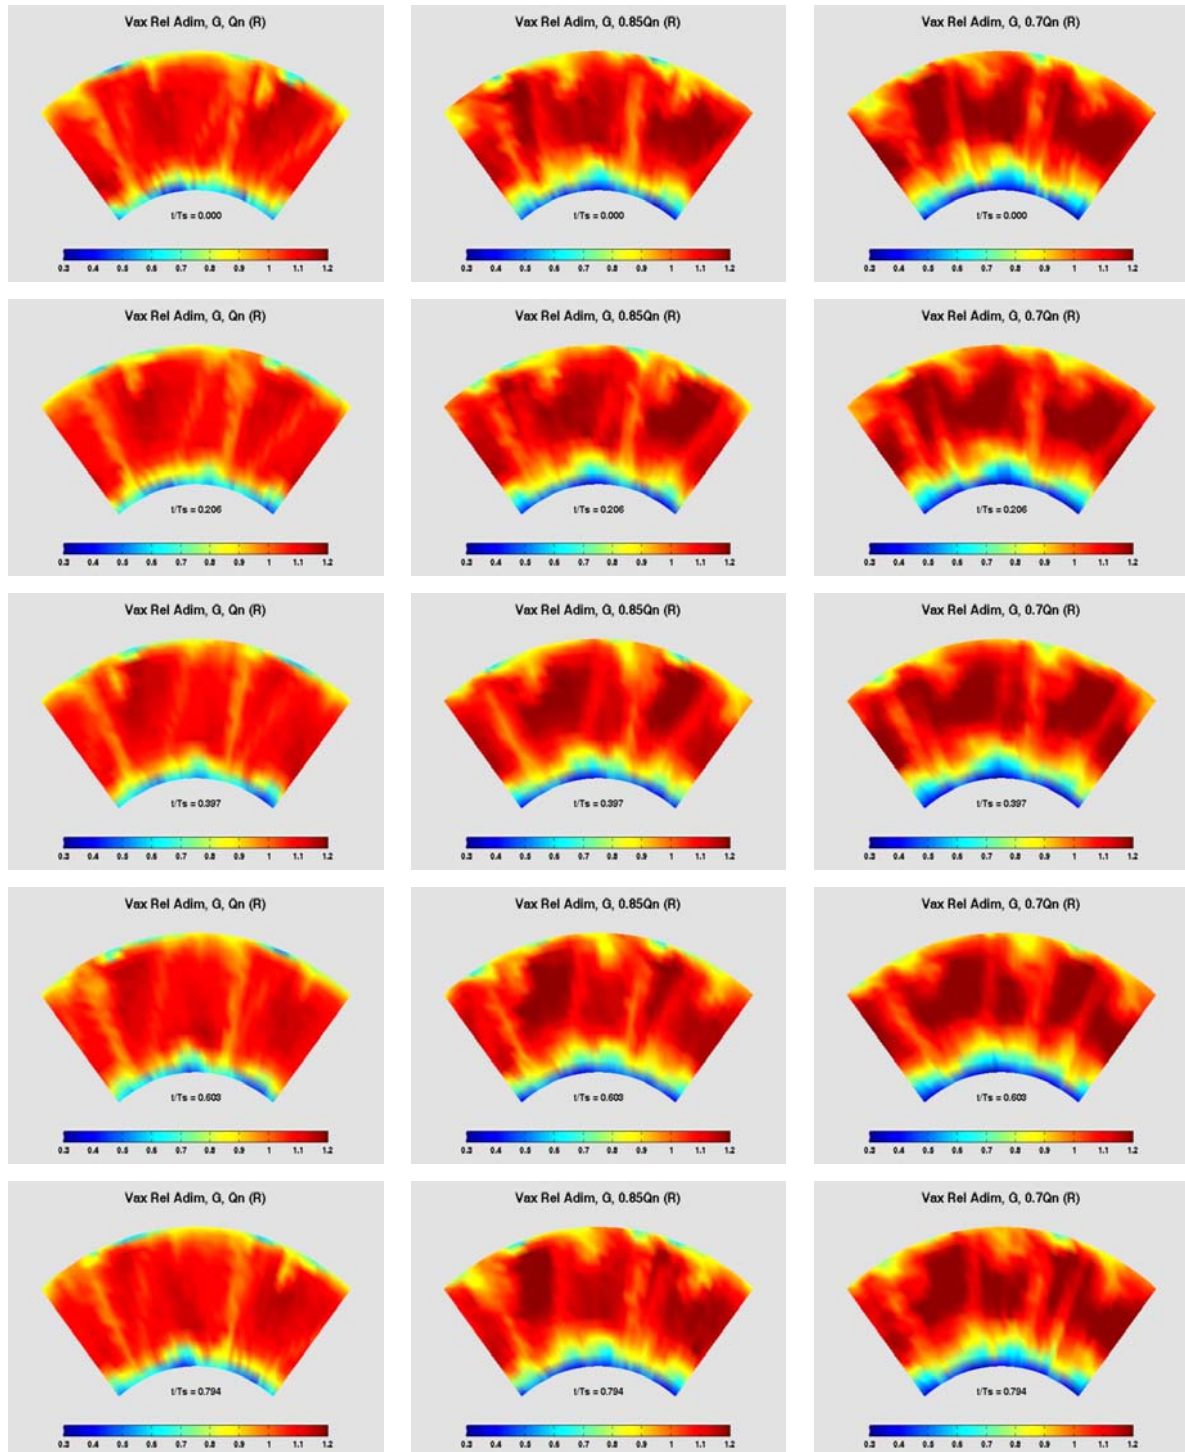 Vax Rel Adim, G, Qn (R)
Vax Rel Adim, G, 0.85Qn (R)
Vax Rel Adim, G, 0.7Qn (R)
t/Ts = 0.000
t/Ts = 0.000
t/Ts = 0.000
0.3 0.4 0.5 0.6 0.7 0.8 0.9 1 1.1 1.2
0.3 0.4 0.5 0.6 0.7 0.8 0.9 1 1.1 1.2
0.3 0.4 0.5 0.6 0.7 0.8 0.9 1 1.1 1.2
Vax Rel Adim, G, Qn (R)
Vax Rel Adim, G, 0.85Qn (R)
Vax Rel Adim, G, 0.7Qn (R)
t/Ts = 0.206
t/Ts = 0.206
t/Ts = 0.206
0.3 0.4 0.5 0.6 0.7 0.8 0.9 1 1.1 1.2
0.3 0.4 0.5 0.6 0.7 0.8 0.9 1 1.1 1.2
0.3 0.4 0.5 0.6 0.7 0.8 0.9 1 1.1 1.2
Vax Rel Adim, G, Qn (R)
Vax Rel Adim, G, 0.85Qn (R)
Vax Rel Adim, G, 0.7Qn (R)
t/Ts = 0.397
t/Ts = 0.397
t/Ts = 0.397
0.3 0.4 0.5 0.6 0.7 0.8 0.9 1 1.1 1.2
0.3 0.4 0.5 0.6 0.7 0.8 0.9 1 1.1 1.2
0.3 0.4 0.5 0.6 0.7 0.8 0.9 1 1.1 1.2
Vax Rel Adim, G, Qn (R)
Vax Rel Adim, G, 0.85Qn (R)
Vax Rel Adim, G, 0.7Qn (R)
t/Ts = 0.603
t/Ts = 0.603
t/Ts = 0.603
0.3 0.4 0.5 0.6 0.7 0.8 0.9 1 1.1 1.2
0.3 0.4 0.5 0.6 0.7 0.8 0.9 1 1.1 1.2
0.3 0.4 0.5 0.6 0.7 0.8 0.9 1 1.1 1.2
Vax Rel Adim, G, Qn (R)
Vax Rel Adim, G, 0.85Qn (R)
Vax Rel Adim, G, 0.7Qn (R)
t/Ts = 0.794
t/Ts = 0.794
t/Ts = 0.794
0.3 0.4 0.5 0.6 0.7 0.8 0.9 1 1.1 1.2
0.3 0.4 0.5 0.6 0.7 0.8 0.9 1 1.1 1.2
0.3 0.4 0.5 0.6 0.7 0.8 0.9 1 1.1 1.2